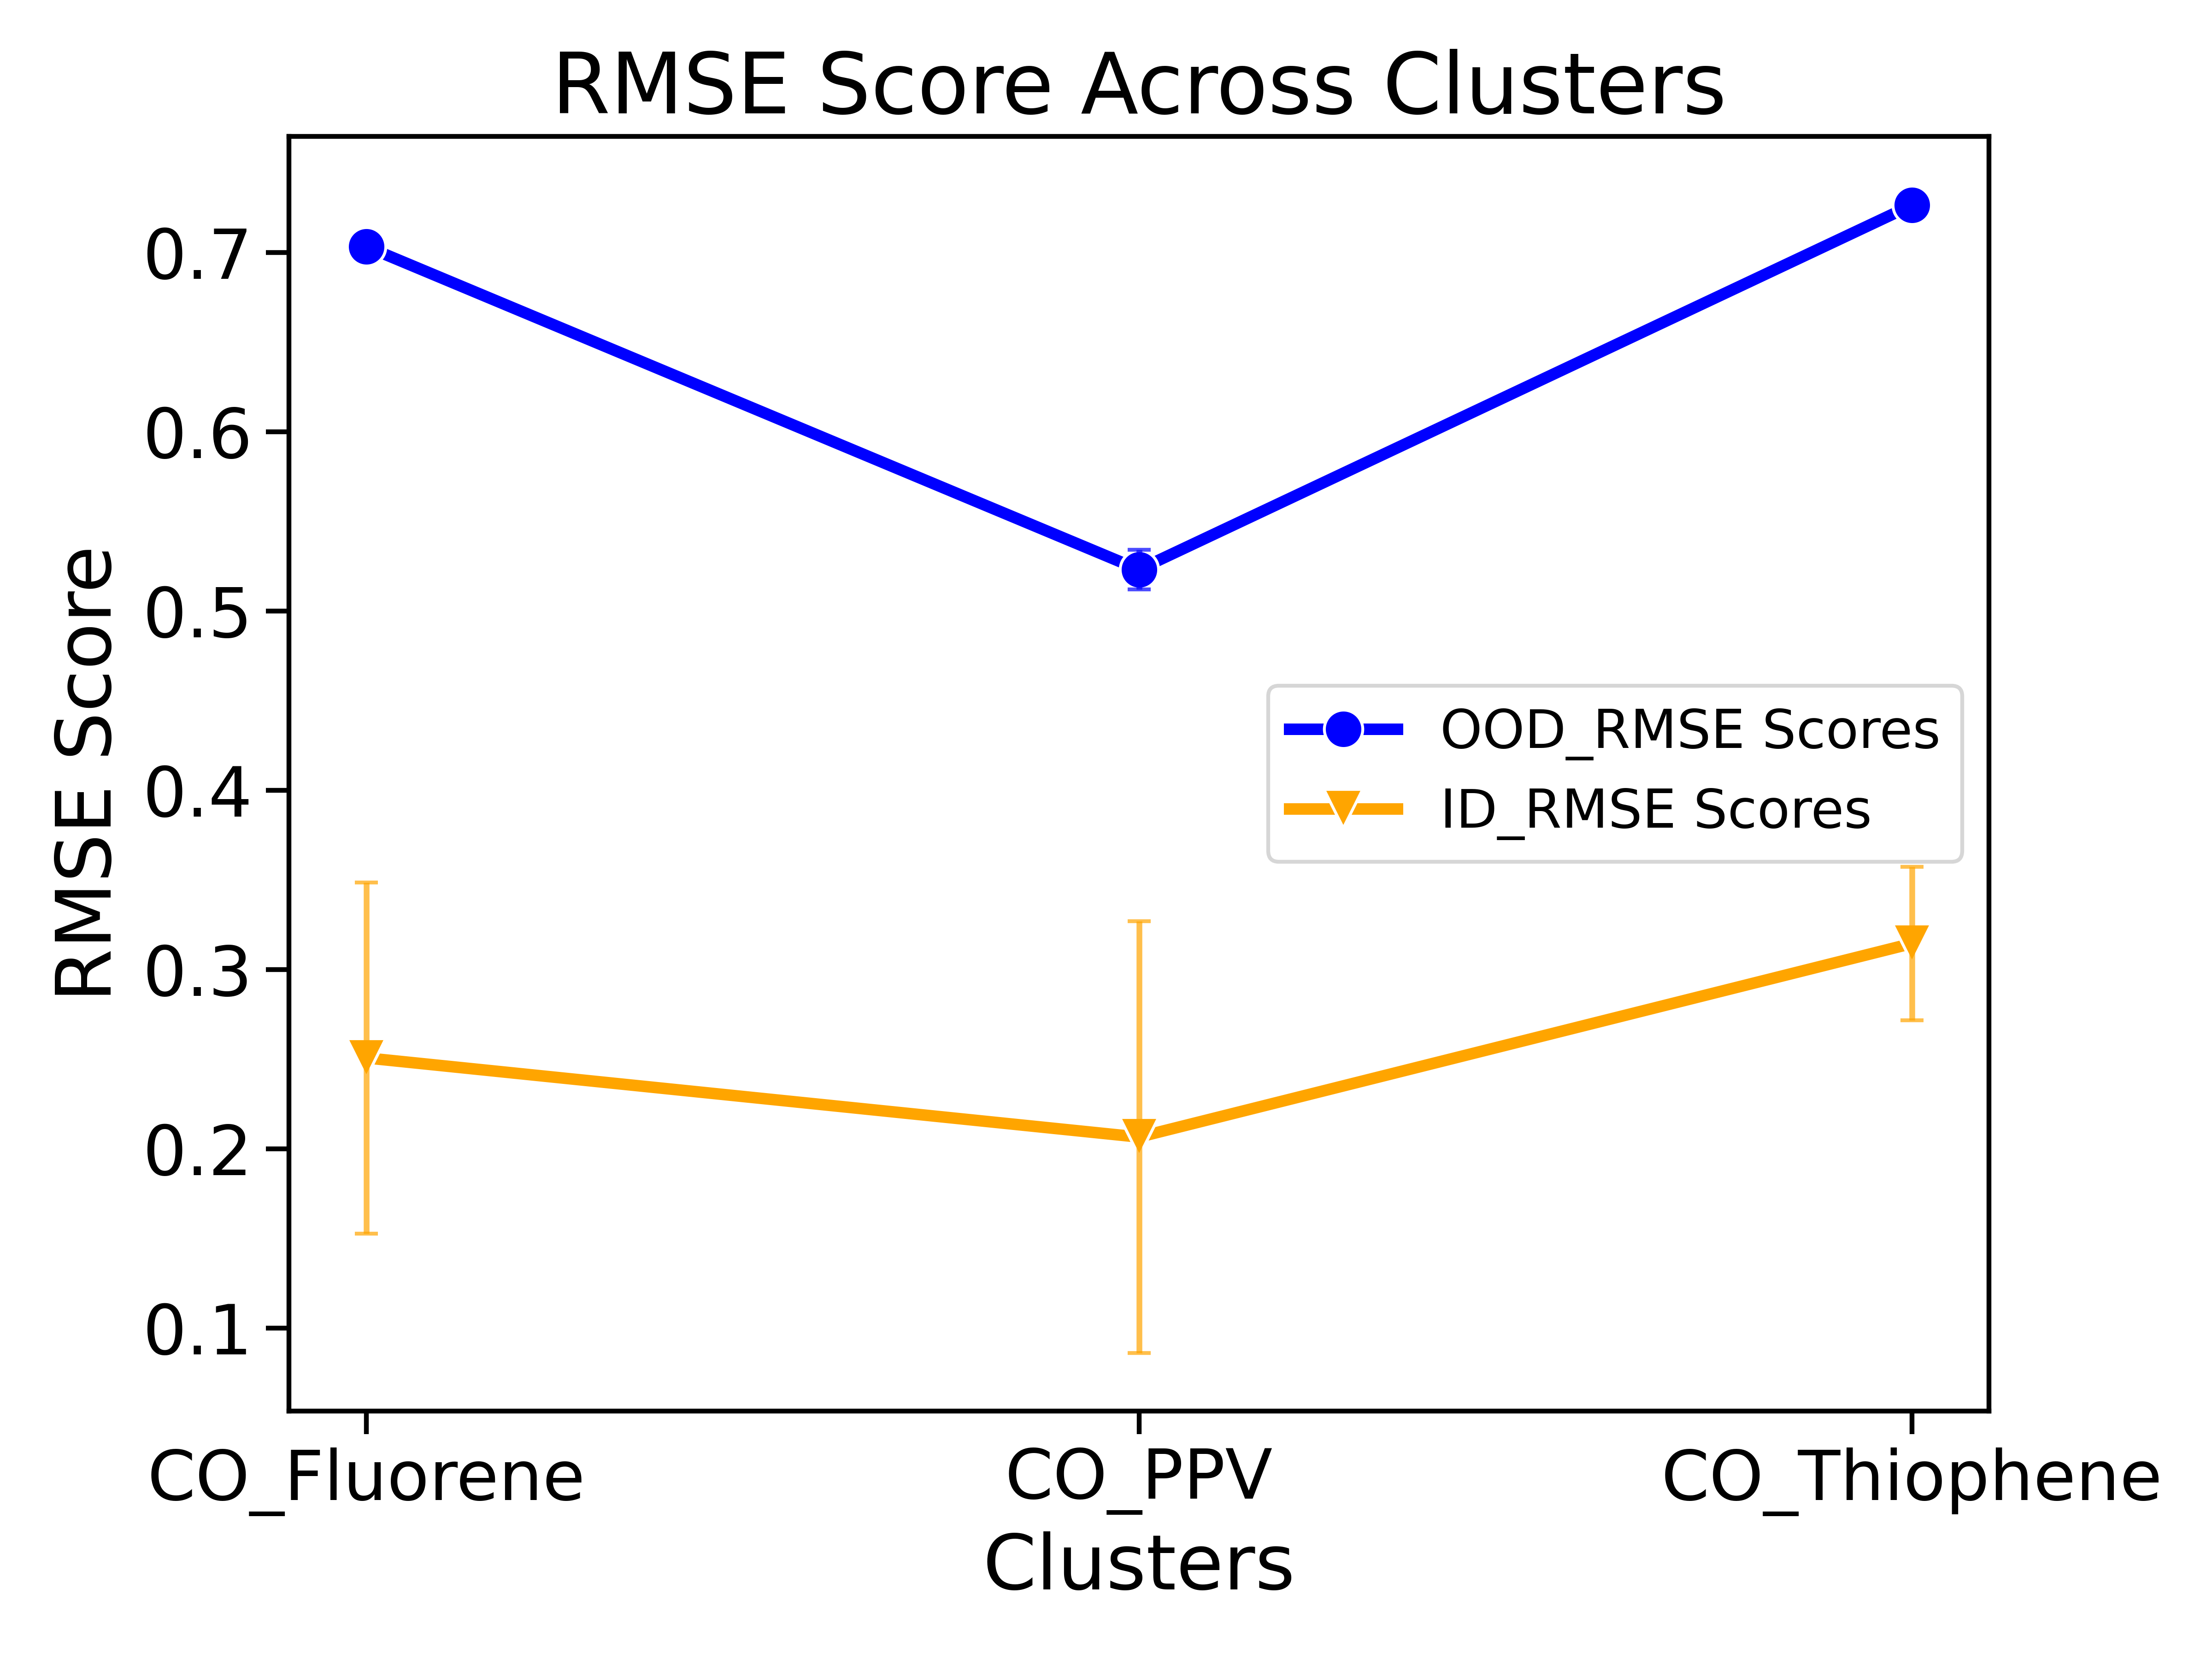 RMSE Score Across Clusters
RMSE Score
0.7
0.6
0.5
0.4
0.3
0.2
0.1
OOD_RMSE Scores
ID_RMSE Scores
CO_Fluorene
CO_PPV
CO_Thiophene
Clusters